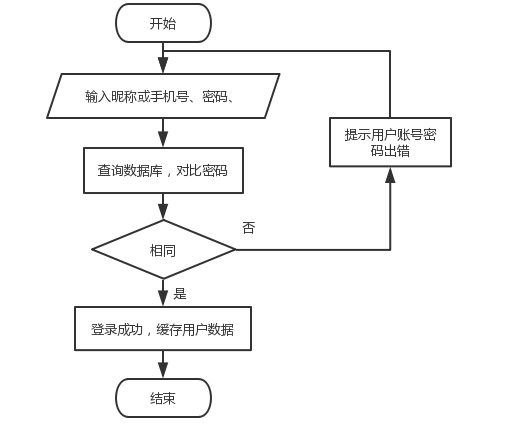 开始
输入昵称或手机号、密码、
提示用户账号密
码出错
查询数据库，对比密码
否
相同
是
登录成功，缓存用户数据
结束